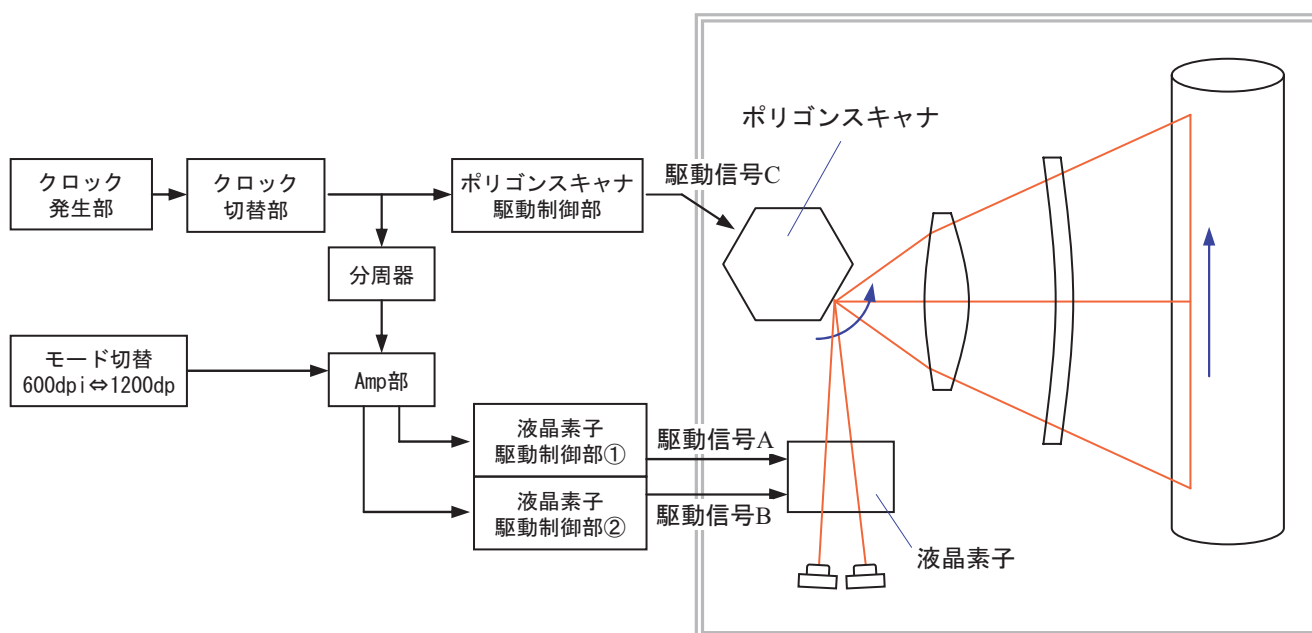 ポリゴンスキャナ
クロック
発生部
クロック
切替部
ポリゴンスキャナ
駆動制御部
駆動信号C
分周器
モード切替
600dpi⇔1200dp
Amp部
液晶素子
駆動制御部①
駆動信号A
液晶素子
駆動制御部②
駆動信号B
液晶素子